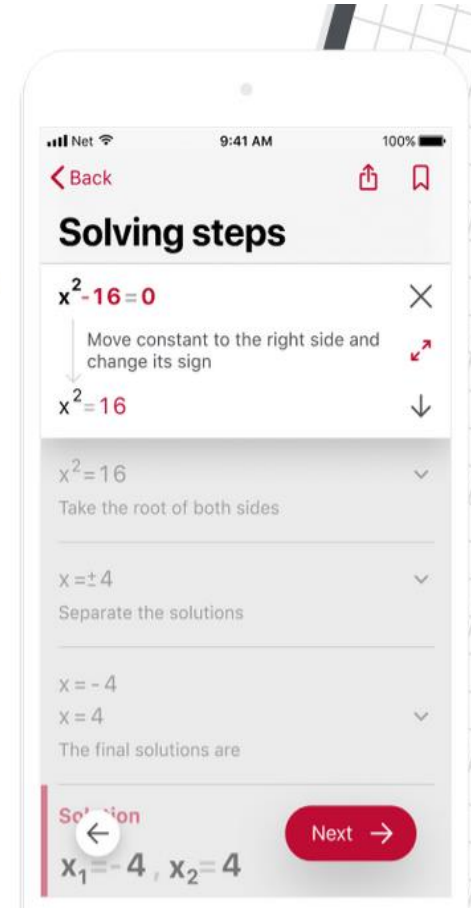 Net 9:41 AM 100%
Back
Solving steps
x²-16=0
Move constant to the right side and
change its sign
x²=16
x²=16
Take the root of both sides
x=±4
Separate the solutions
x=-4
x=4
The final solutions are
Solution
Next
x₁=-4, x₂=4